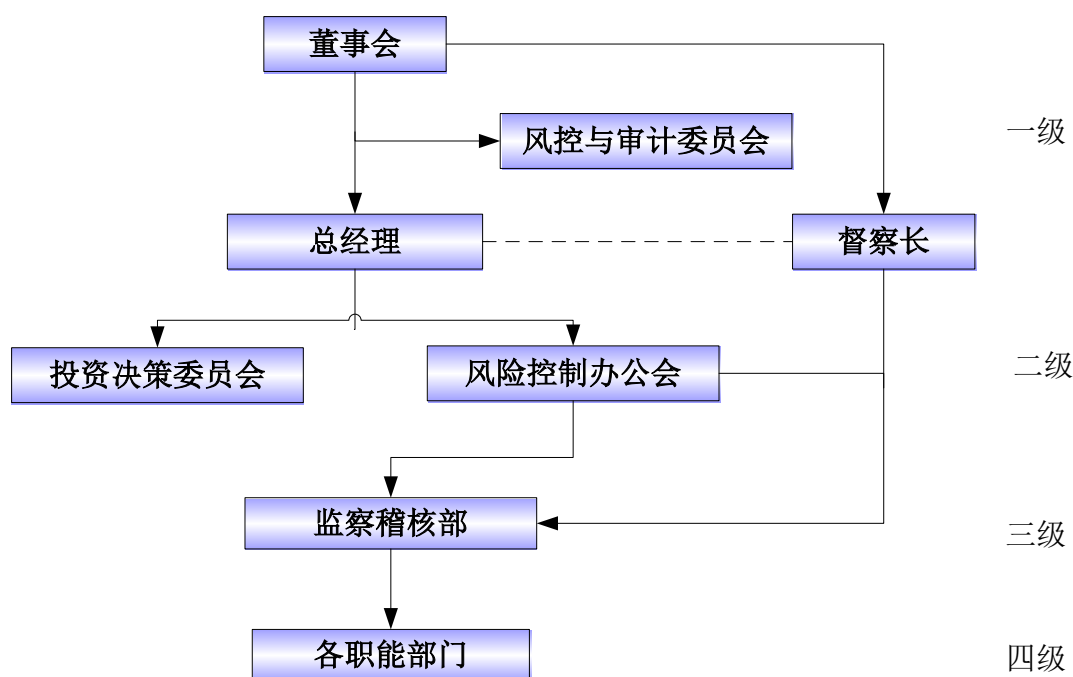 董事会
风控与审计委员会
一级
总经理
督察长
投资决策委员会
风险控制办公会
二级
监察稽核部
三级
各职能部门
四级